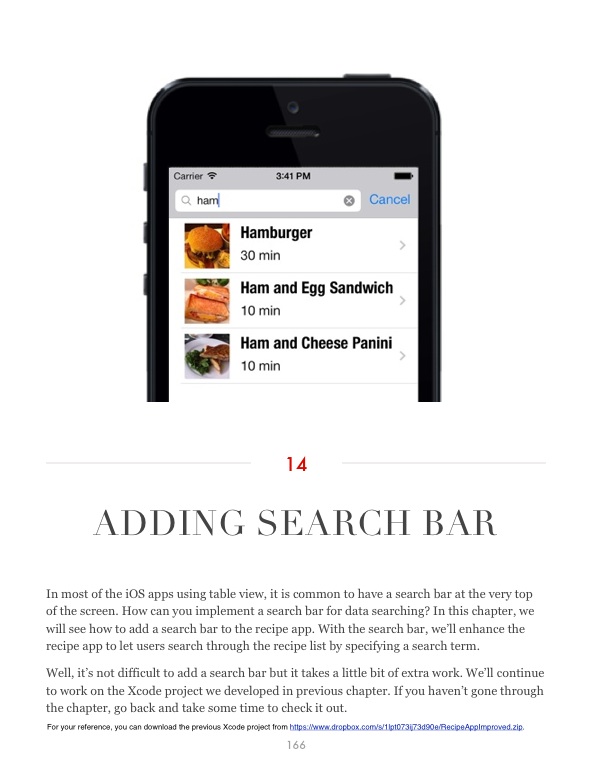 Carrier 3:41 PM
ham Cancel
Hamburger
30 min
Ham and Egg Sandwich
10 min
Ham and Cheese Panini
10 min
14
ADDING SEARCH BAR
In most of the iOS apps using table view, it is common to have a search bar at the very top
of the screen. How can you implement a search bar for data searching? In this chapter, we
will see how to add a search bar to the recipe app. With the search bar, we’ll enhance the
recipe app to let users search through the recipe list by specifying a search term.
Well, it’s not difficult to add a search bar but it takes a little bit of extra work. We’ll continue
to work on the Xcode project we developed in previous chapter. If you haven’t gone through
the chapter, go back and take some time to check it out.
For your reference, you can download the previous Xcode project from https://www.dropbox.com/s/1lpt073ij73d90e/RecipeAppImproved.zip.
166